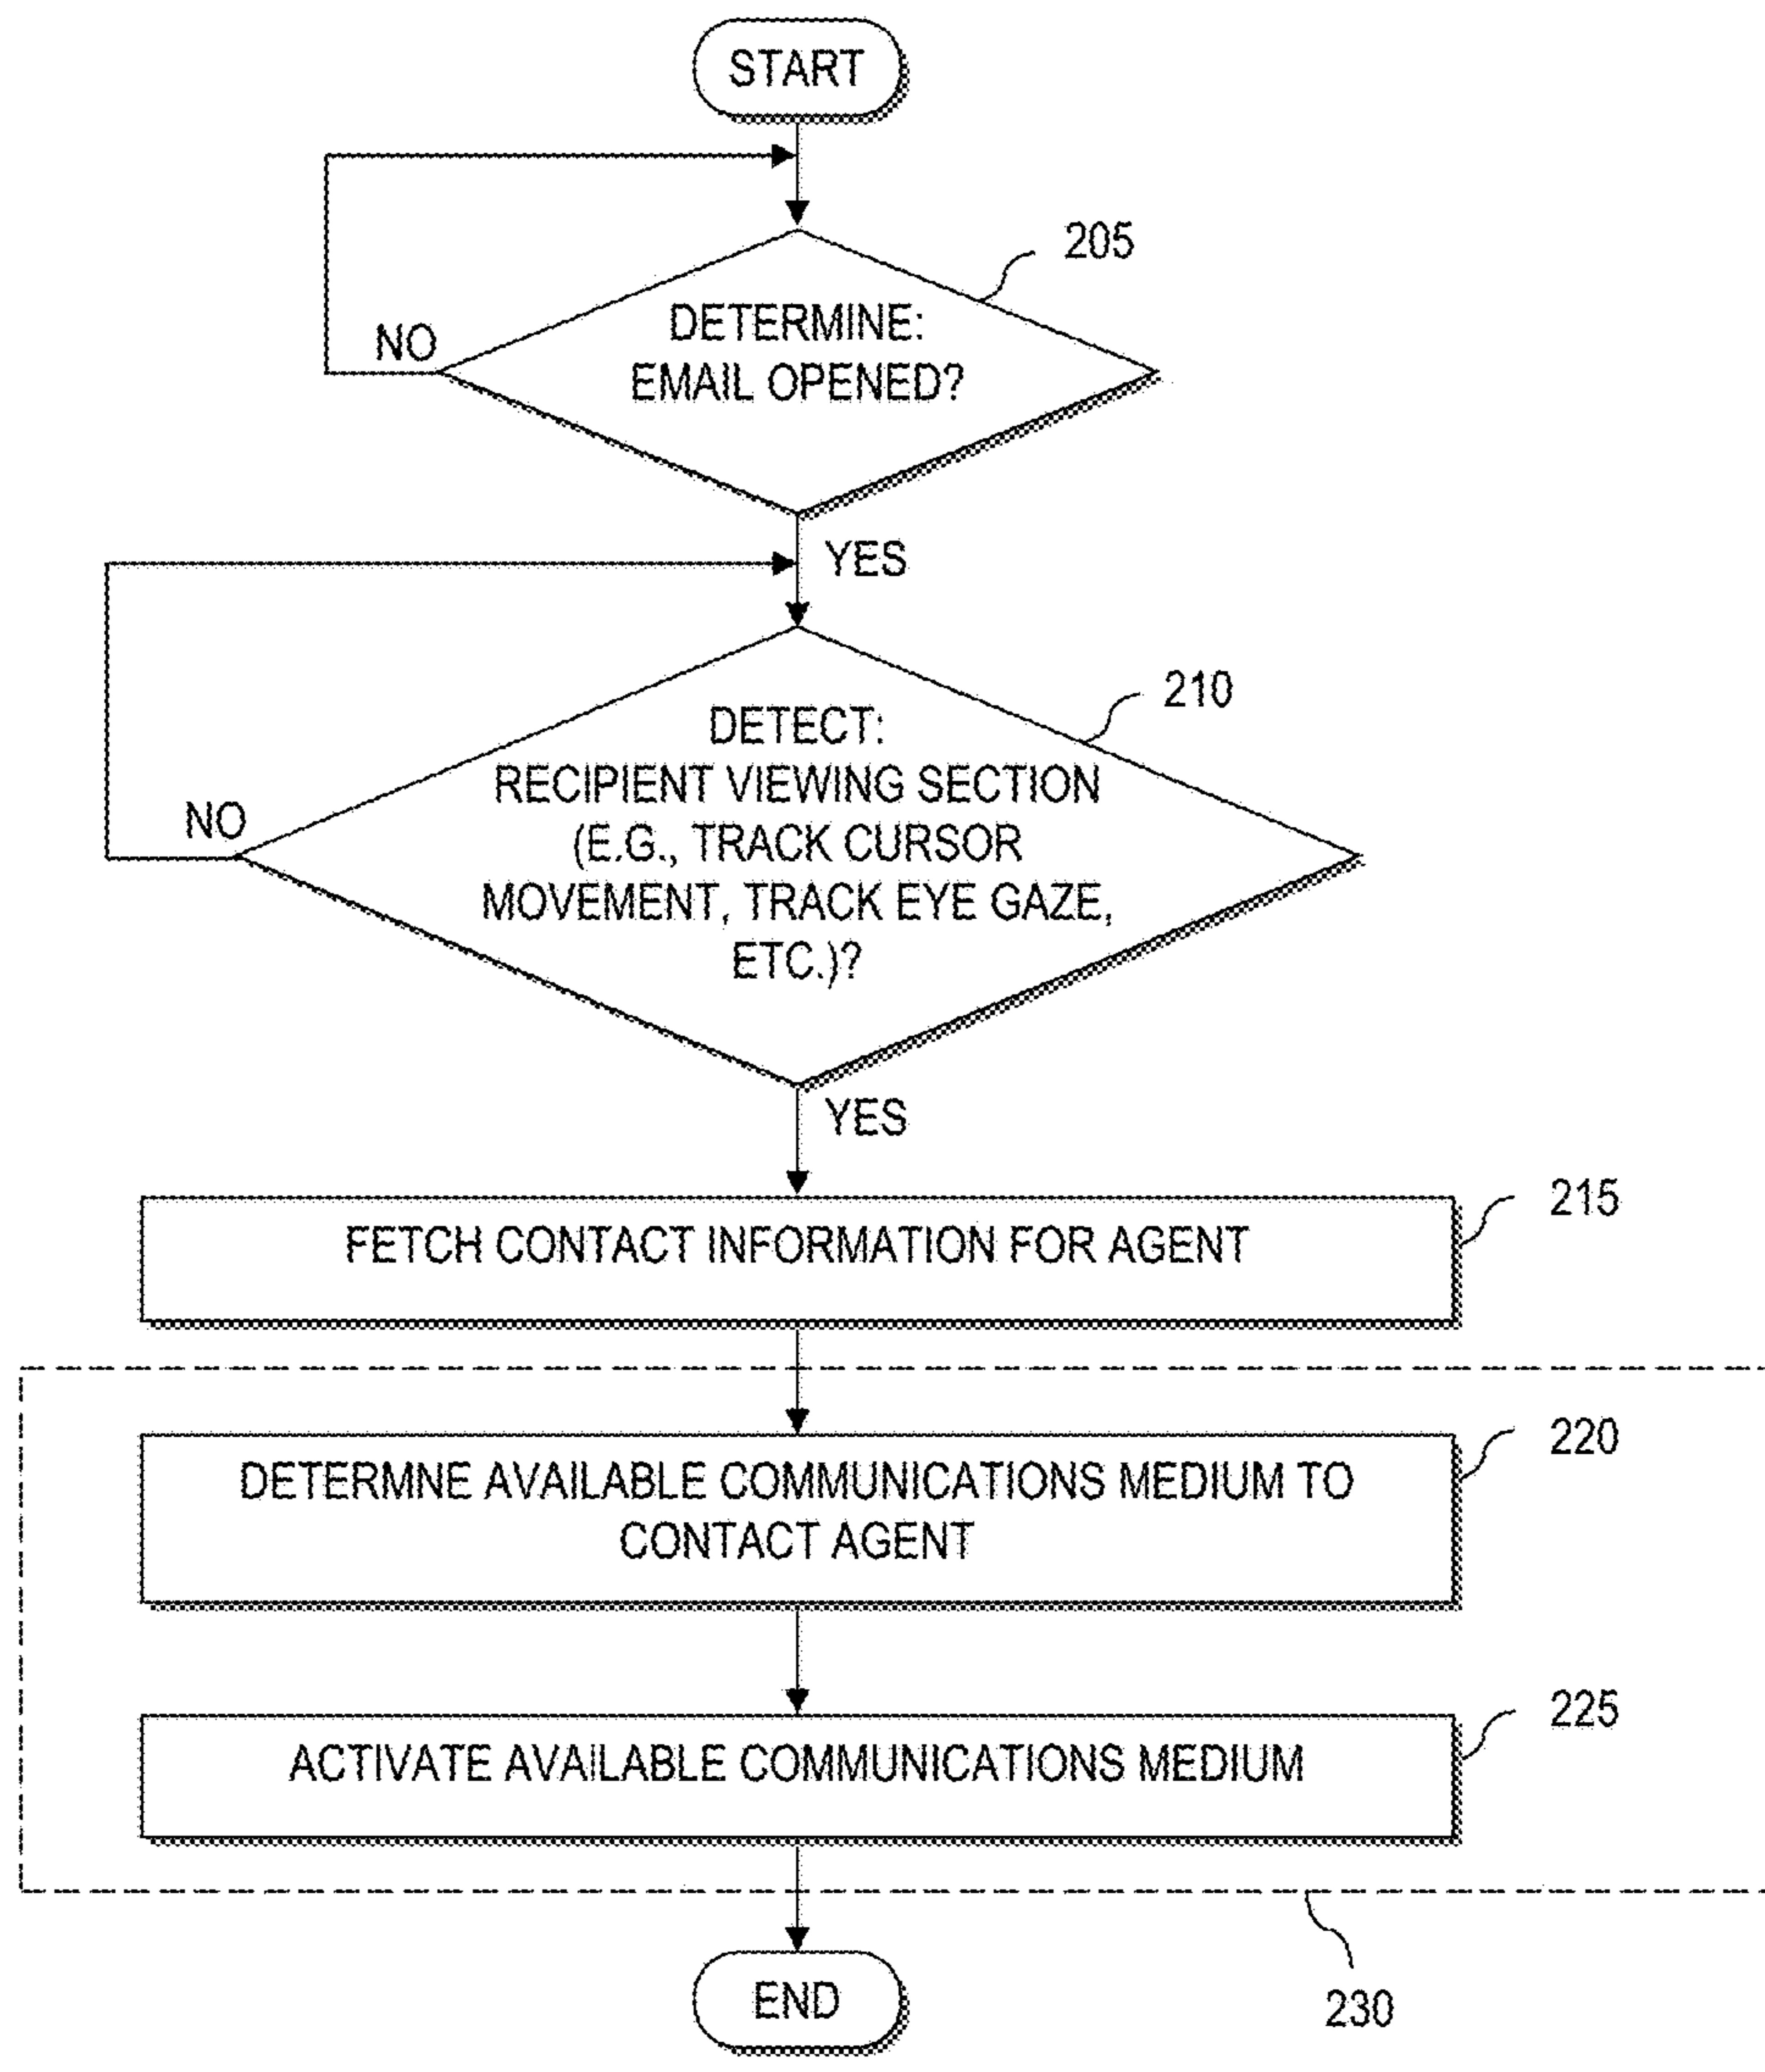 START
205
DETERMINE:
NO
EMAIL OPENED?
YES
210
DETECT:
RECIPIENT VIEWING SECTION
NO
(E.G., TRACK CURSOR
MOVEMENT, TRACK EYE GAZE,
ETC.)?
YES
215
FETCH CONTACT INFORMATION FOR AGENT
220
DETERMNE AVAILABLE COMMUNICATIONS MEDIUM TO
CONTACT AGENT
225
ACTIVATE AVAILABLE COMMUNICATIONS MEDIUM
END
230